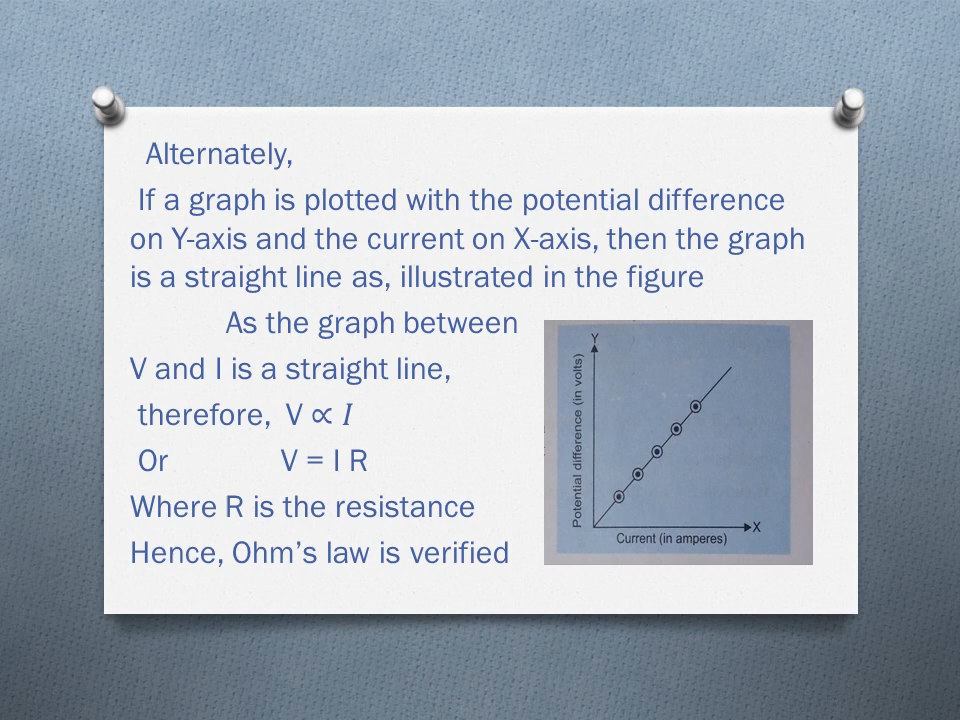 Alternately,
If a graph is plotted with the potential difference
on Y-axis and the current on X-axis, then the graph
is a straight line as, illustrated in the figure
As the graph between
V and I is a straight line,
therefore, V ∝ I
Or V = I R
Where R is the resistance
Hence, Ohm's law is verified
Y
Potential difference (in volts)
X
Current (in amperes)